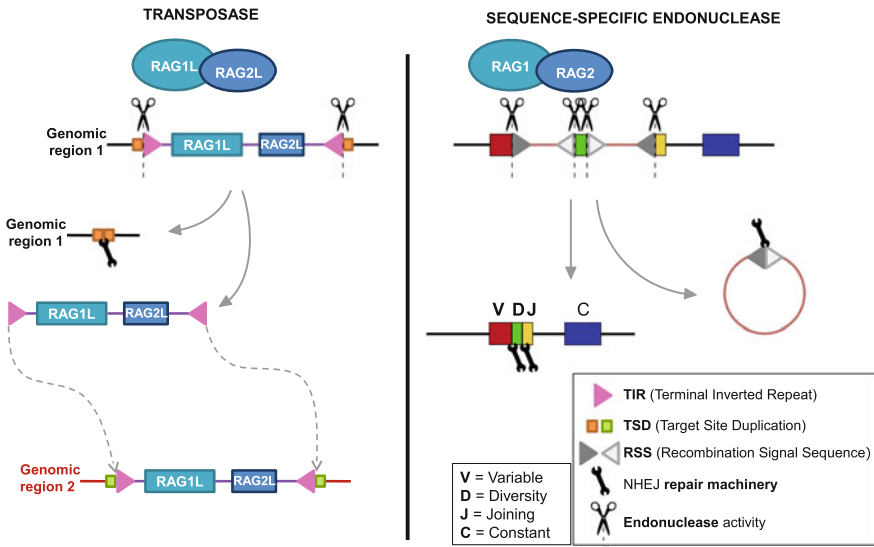 TRANSPOSASE
RAG1L
RAG2L
Genomic
region 1
RAG1L
RAG2L
Genomic
region 1
RAG1L
RAG2L
Genomic
region 2
RAG1L
RAG2L
SEQUENCE-SPECIFIC ENDONUCLEASE
RAG1
RAG2
V D J C
V = Variable
D = Diversity
J = Joining
C = Constant
TIR (Terminal Inverted Repeat)
TSD (Target Site Duplication)
RSS (Recombination Signal Sequence)
NHEJ repair machinery
Endonuclease activity